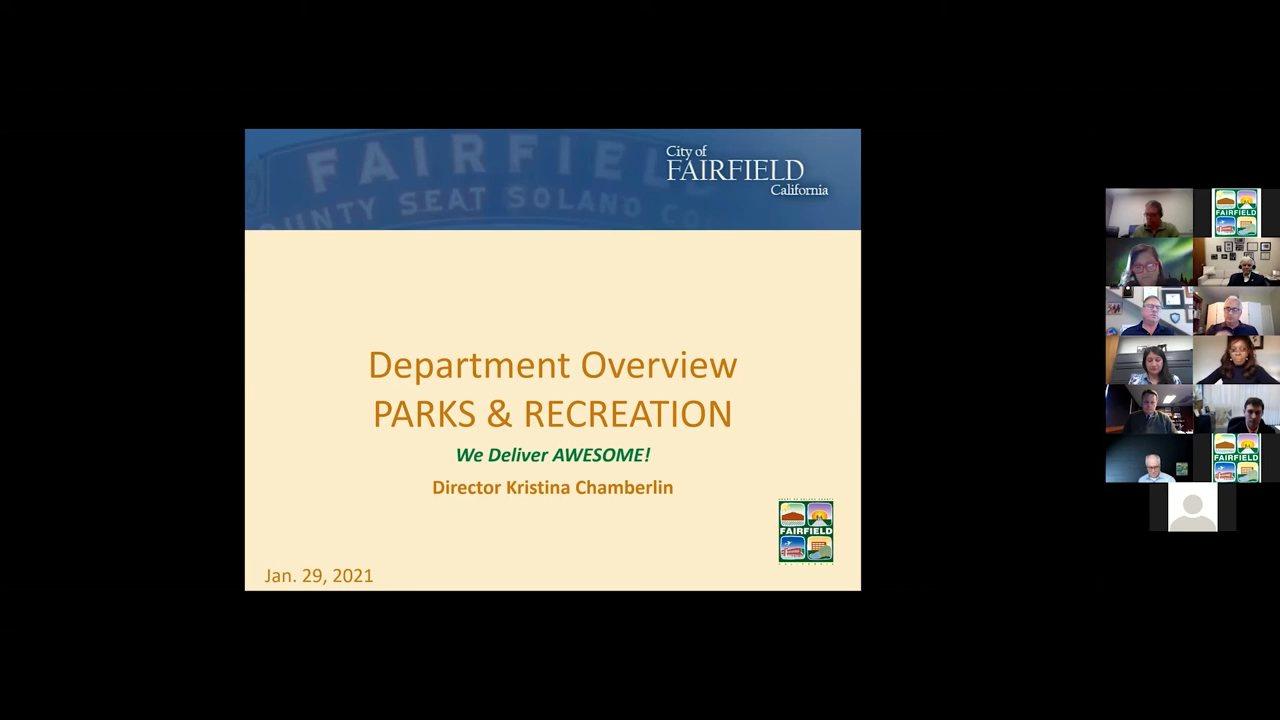 FAIRFIELD
COUNTY SEAT SOLANO CO
City of
FAIRFIELD
California
Department Overview
PARKS & RECREATION
We Deliver AWESOME!
Director Kristina Chamberlin
FAIRFIELD
CALIFORNIA
Jan. 29, 2021
FAIRFIELD
FAIRFIELD